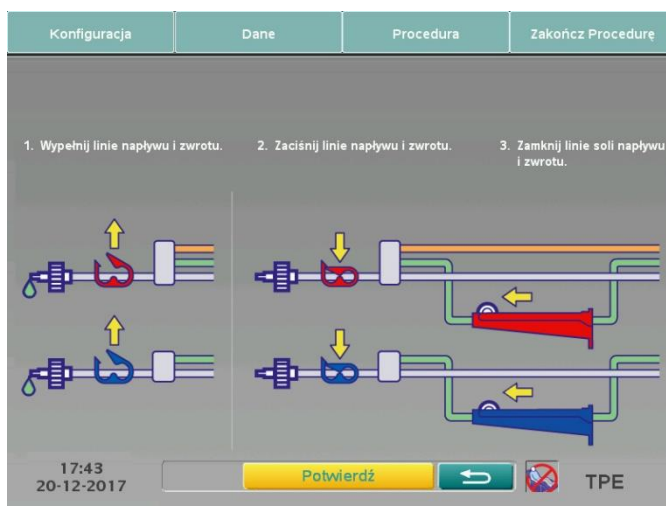 Konfiguracja
Dane
Procedura
Zakończ Procedurę
1. Wypełnij linie napływu i zwrotu.
2. Zaciśnij linie napływu i zwrotu.
3. Zamknij linie soli napływu
i zwrotu.
17:43
20-12-2017
Potwierdź
TPE